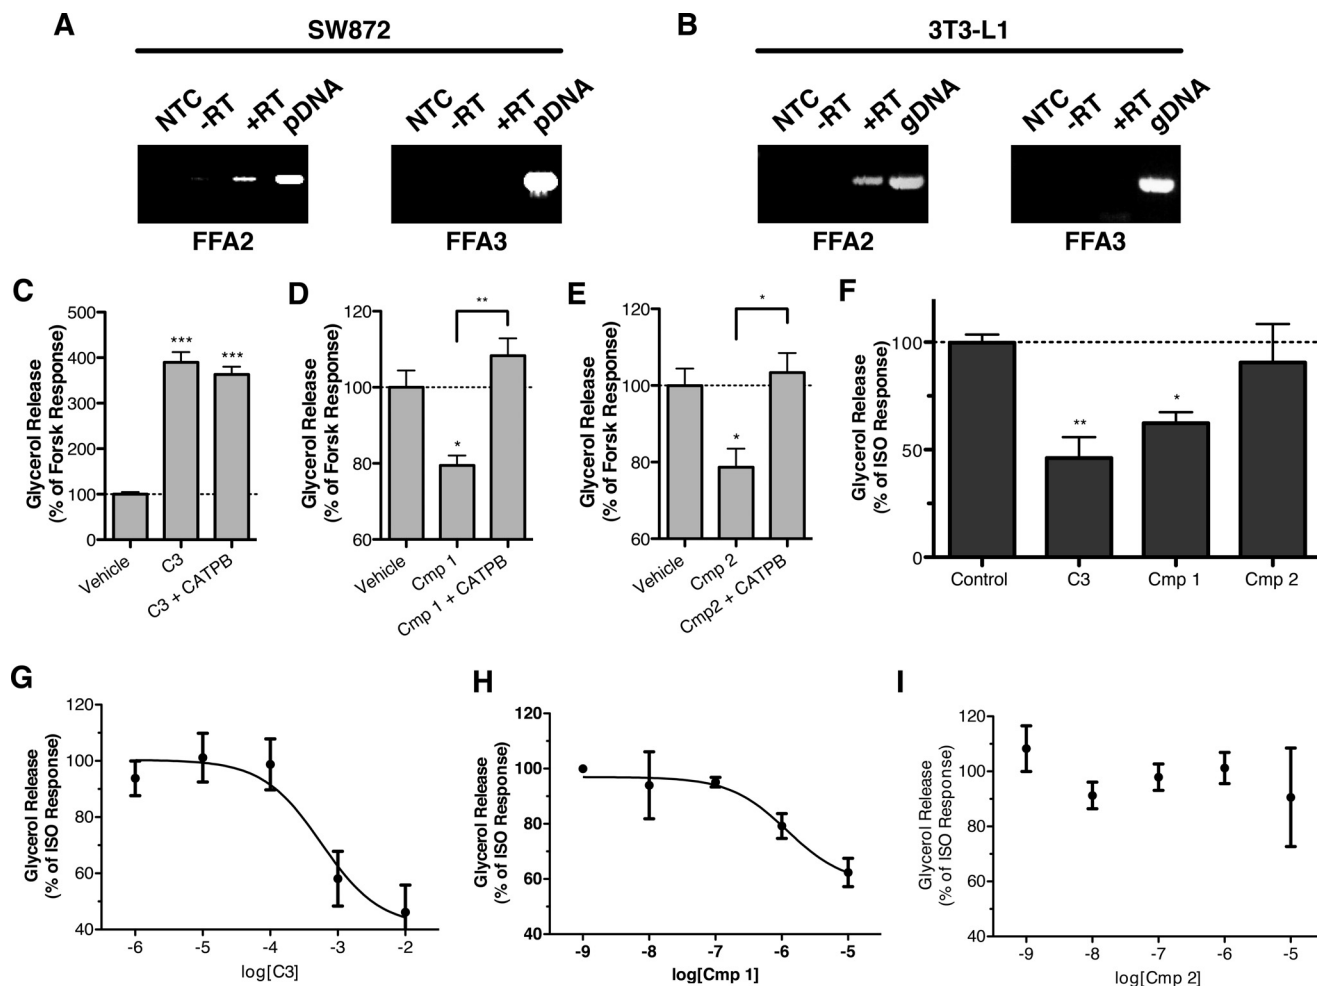 A
SW872
NTC
-RT
+RT
pDNA
NTC
-RT
+RT
pDNA
FFA2
FFA3
B
3T3-L1
NTC
-RT
+RT
gDNA
NTC
-RT
+RT
gDNA
FFA2
FFA3
C
Glycerol Release
(% of Forsk Response)
500
400
300
200
100
0
***
***
Vehicle
C3
C3 + CATPB
D
Glycerol Release
(% of Forsk Response)
120
100
80
60
*
**
Vehicle
Cmp 1
Cmp 1 + CATPB
E
Glycerol Release
(% of Forsk Response)
120
100
80
60
*
*
Vehicle
Cmp 2
Cmp2 + CATPB
F
Glycerol Release
(% of ISO Response)
100
50
0
**
*
Control
C3
Cmp 1
Cmp 2
G
Glycerol Release
(% of ISO Response)
120
100
80
60
40
-6
-5
-4
-3
-2
log[C3]
H
Glycerol Release
(% of ISO Response)
120
100
80
60
40
-9
-8
-7
-6
-5
log[Cmp 1]
I
Glycerol Release
(% of ISO Response)
120
100
80
60
40
-9
-8
-7
-6
-5
log[Cmp 2]